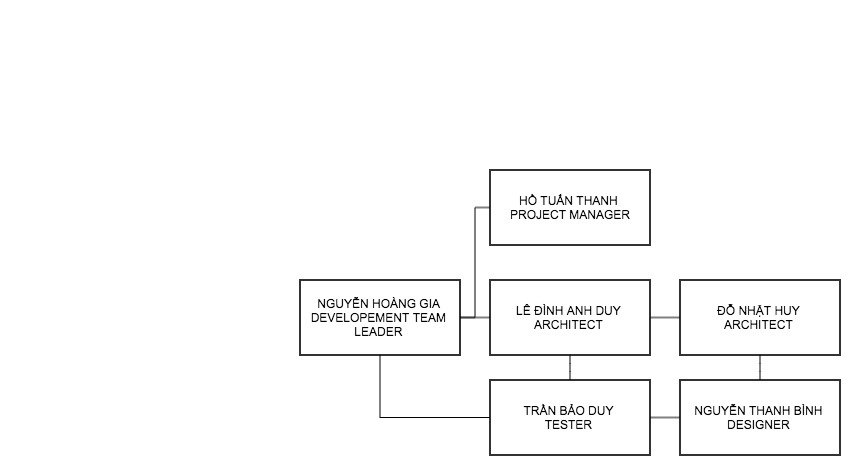 HỒ TUẤN THANH
PROJECT MANAGER
NGUYỄN HOÀNG GIA
DEVELOPEMENT TEAM
LEADER
LÊ ĐÌNH ANH DUY
ARCHITECT
ĐỖ NHẬT HUY
ARCHITECT
TRẦN BẢO DUY
TESTER
NGUYỄN THANH BÌNH
DESIGNER